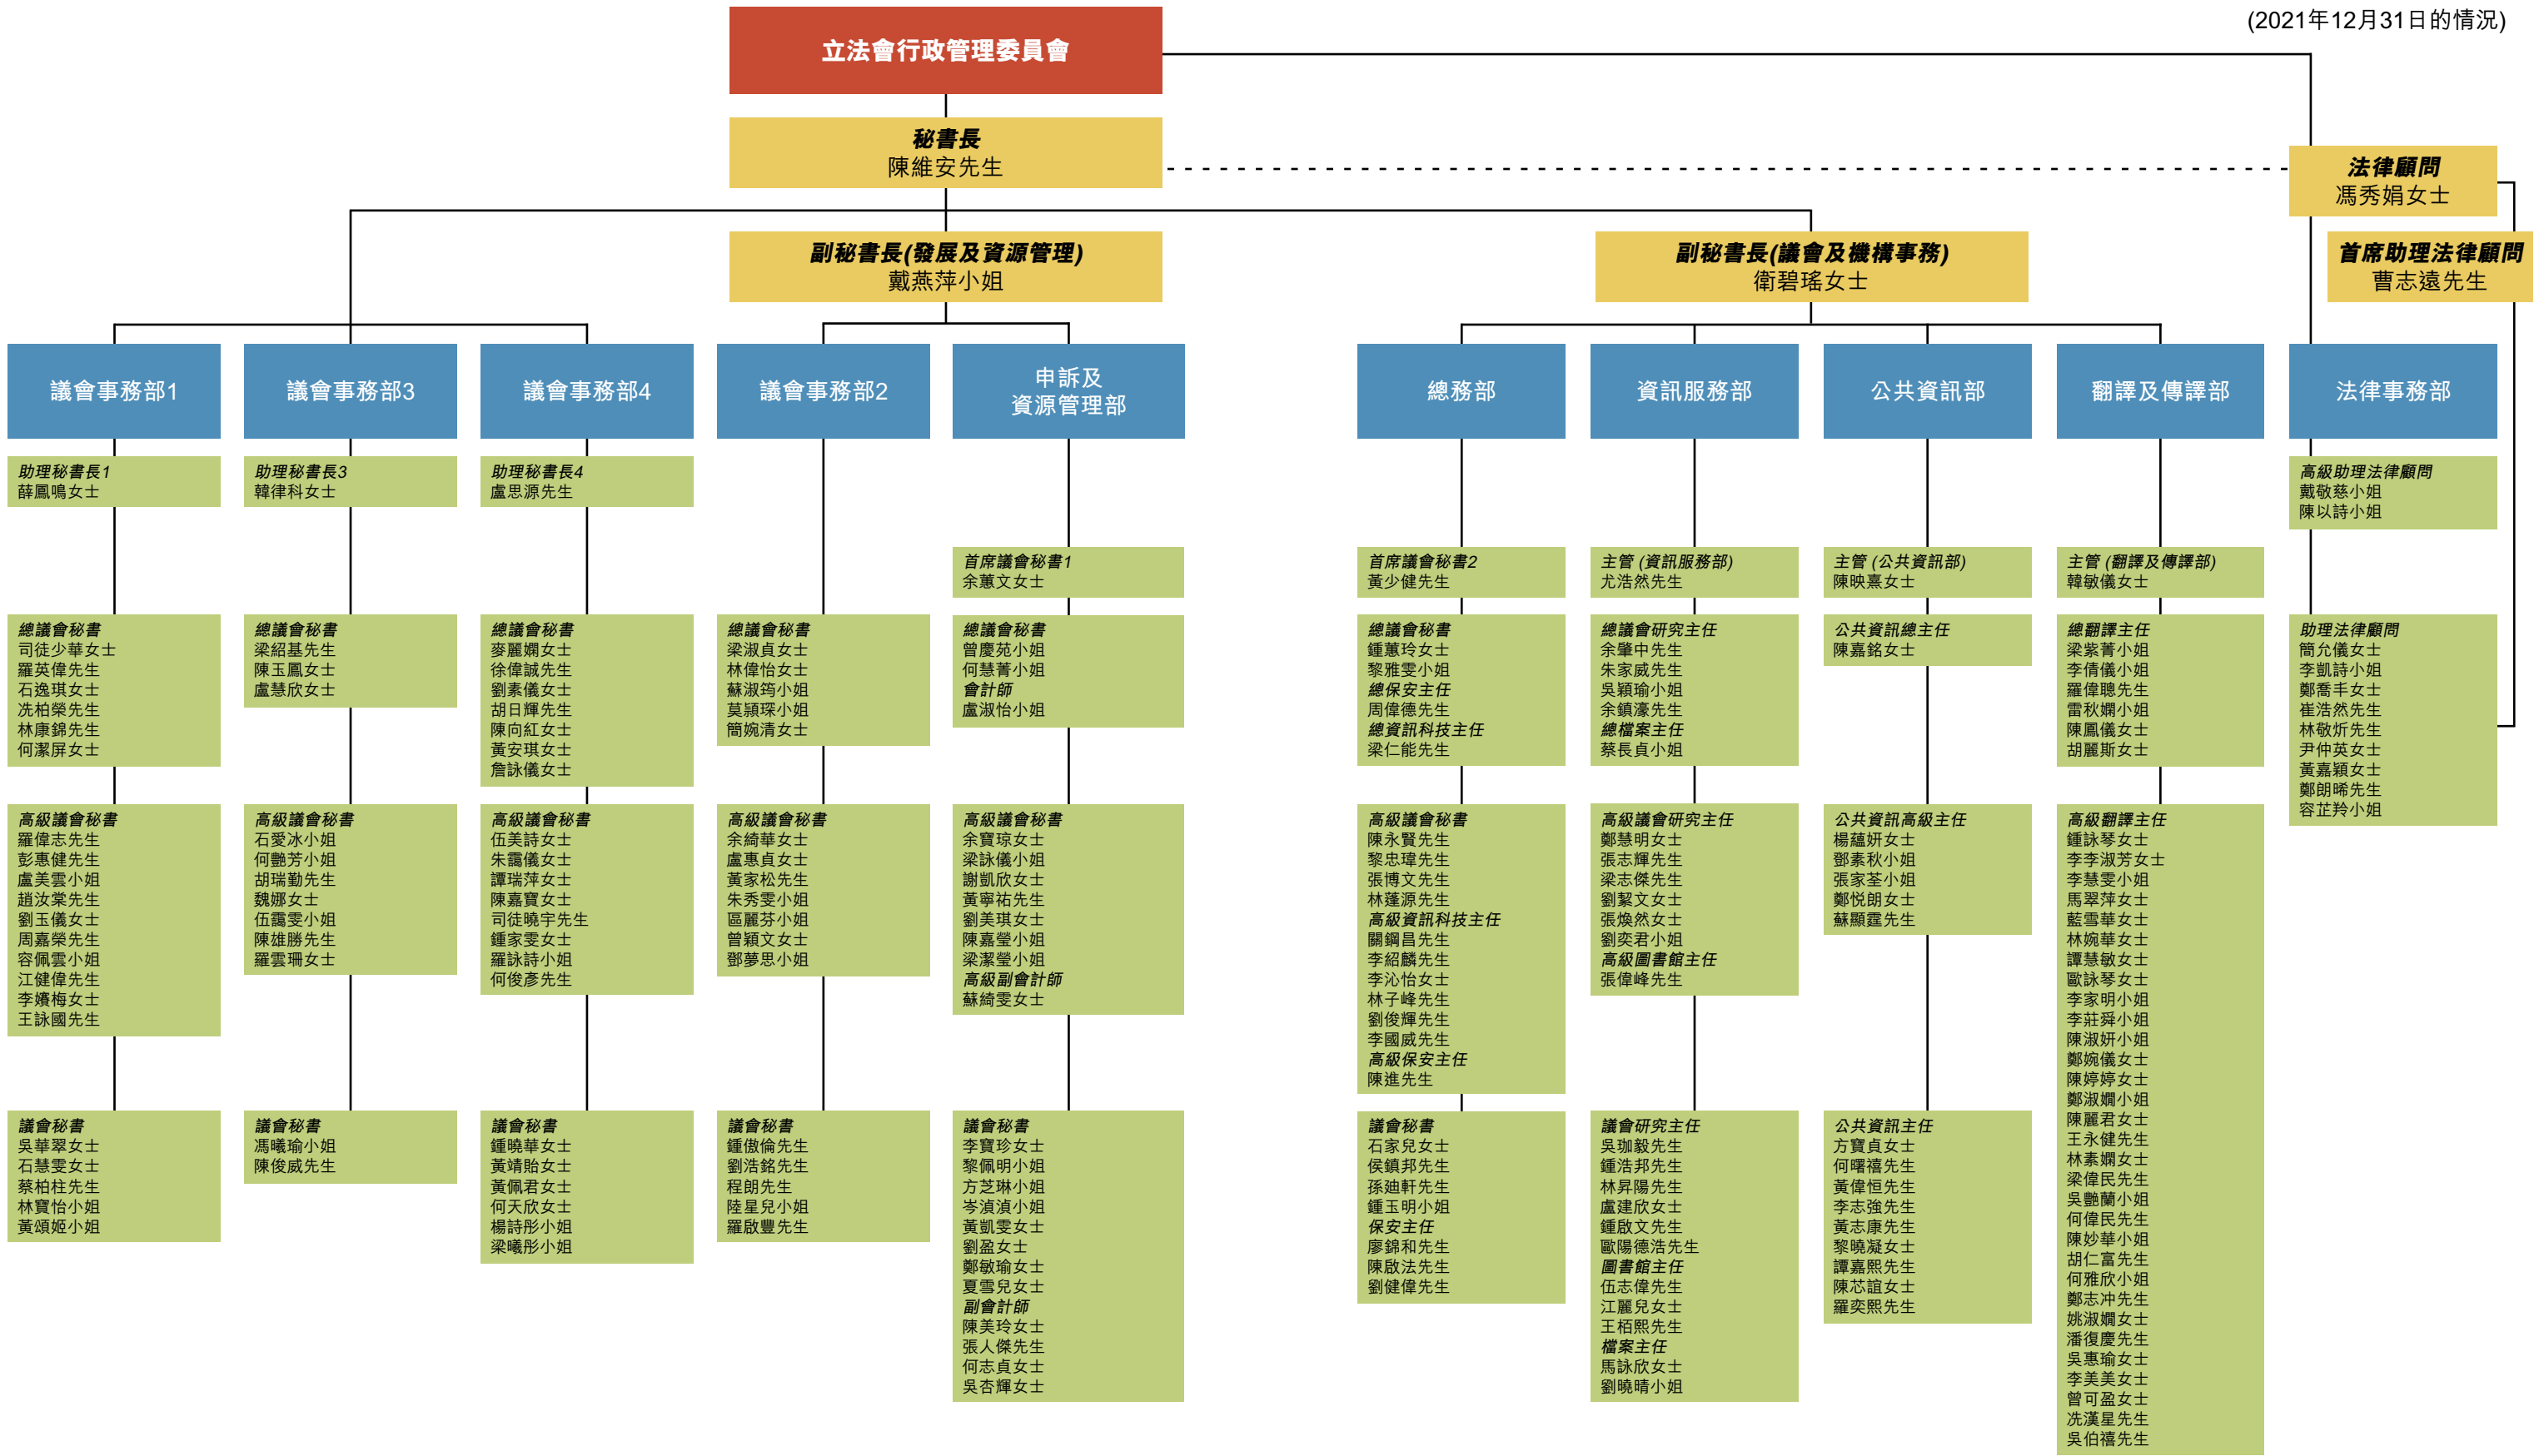 (2021年12月31日的情況)
立法會行政管理委員會
秘書長
陳維安先生
法律顧問
馮秀娟女士
副秘書長(發展及資源管理)
戴燕萍小姐
副秘書長(議會及機構事務)
衛碧瑤女士
首席助理法律顧問
曹志遠先生
議會事務部1
助理秘書長1
薛鳳鳴女士
總議會秘書
司徒少華女士
羅英偉先生
石逸琪女士
冼柏榮先生
林康錦先生
何潔屏女士
高級議會秘書
羅偉志先生
彭惠健先生
盧美雲小姐
趙汝棠先生
劉玉儀女士
周嘉榮先生
容佩雲小姐
江健偉先生
李嬪梅女士
王詠國先生
議會秘書
吳華翠女士
石慧雯女士
蔡柏柱先生
林寶怡小姐
黃頌姬小姐
議會事務部3
助理秘書長3
韓律科女士
總議會秘書
梁紹基先生
陳玉鳳女士
盧慧欣女士
高級議會秘書
石愛冰小姐
何艷芳小姐
胡瑞勤先生
魏娜女士
伍靄雯小姐
陳雄勝先生
羅雲珊女士
議會秘書
馮曦瑜小姐
陳俊威先生
議會事務部4
助理秘書長4
盧思源先生
總議會秘書
麥麗嫻女士
徐偉誠先生
劉素儀女士
胡日輝先生
陳向紅女士
黃安琪女士
詹詠儀女士
高級議會秘書
伍美詩女士
朱靄儀女士
譚瑞萍女士
陳嘉寶女士
司徒曉宇先生
鍾家雯女士
羅詠詩小姐
何俊彥先生
議會秘書
鍾曉華女士
黃靖貽女士
黃佩君女士
何天欣女士
楊詩彤小姐
梁曦彤小姐
議會事務部2
總議會秘書
梁淑貞女士
林偉怡女士
蘇淑筠小姐
莫頴琛小姐
簡婉清女士
高級議會秘書
余綺華女士
盧惠貞女士
黃家松先生
朱秀雯小姐
區麗芬小姐
曾穎文女士
鄧夢思小姐
議會秘書
鍾傲倫先生
劉浩銘先生
程朗先生
陸星兒小姐
羅啟豐先生
申訴及
資源管理部
首席議會秘書1
余蕙文女士
總議會秘書
曾慶苑小姐
何慧菁小姐
會計師
盧淑怡小姐
高級議會秘書
余寶琼女士
梁詠儀小姐
謝凱欣女士
黃寧祐先生
劉美琪女士
陳嘉瑩小姐
梁潔瑩小姐
高級副會計師
蘇綺雯女士
議會秘書
李寶珍女士
黎佩明小姐
方芝琳小姐
岑湞湞小姐
黃凱雯女士
劉盈女士
鄭敏瑜女士
夏雪兒女士
副會計師
陳美玲女士
張人傑先生
何志貞女士
吳杏輝女士
總務部
首席議會秘書2
黃少健先生
總議會秘書
鍾蕙玲女士
黎雅雯小姐
總保安主任
周偉德先生
總資訊科技主任
梁仁能先生
高級議會秘書
陳永賢先生
黎忠瑋先生
張博文先生
林蓬源先生
高級資訊科技主任
關鋼昌先生
李紹麟先生
李沁怡女士
林子峰先生
劉俊輝先生
李國威先生
高級保安主任
陳進先生
議會秘書
石家兒女士
侯鎮邦先生
孫廸軒先生
鍾玉明小姐
保安主任
廖錦和先生
陳啟法先生
劉健偉先生
資訊服務部
主管 (資訊服務部)
尤浩然先生
總議會研究主任
余肇中先生
朱家威先生
吳穎瑜小姐
余鎮濠先生
總檔案主任
蔡長貞小姐
高級議會研究主任
鄭慧明女士
張志輝先生
梁志傑先生
劉絜文女士
張煥然女士
劉奕君小姐
高級圖書館主任
張偉峰先生
議會研究主任
吳珈毅先生
鍾浩邦先生
林昇陽先生
盧建欣女士
鍾啟文先生
歐陽德浩先生
圖書館主任
伍志偉先生
江麗兒女士
王栢熙先生
檔案主任
馬詠欣女士
劉曉晴小姐
公共資訊部
主管 (公共資訊部)
陳映熹女士
公共資訊總主任
陳嘉銘女士
公共資訊高級主任
楊蘊妍女士
鄧素秋小姐
張家荃小姐
鄭悅朗女士
蘇顯霆先生
公共資訊主任
方寶貞女士
何曙禧先生
黃偉恒先生
李志強先生
黃志康先生
黎曉凝女士
譚嘉熙先生
陳芯誼女士
羅奕熙先生
翻譯及傳譯部
主管 (翻譯及傳譯部)
韓敏儀女士
總翻譯主任
梁紫菁小姐
李倩儀小姐
羅偉聰先生
雷秋嫻小姐
陳鳳儀女士
胡麗斯女士
高級翻譯主任
鍾詠琴女士
李李淑芳女士
李慧雯小姐
馬翠萍女士
藍雪華女士
林婉華女士
譚慧敏女士
歐詠琴女士
李家明小姐
李莊舜小姐
陳淑妍小姐
鄭婉儀女士
陳婷婷女士
鄭淑嫺小姐
陳麗君女士
王永健先生
林素嫻女士
梁偉民先生
吳艷蘭小姐
何偉民先生
陳妙華小姐
胡仁富先生
何雅欣小姐
鄭志冲先生
姚淑嫺女士
潘復慶先生
吳惠瑜女士
李美美女士
曾可盈女士
冼漢星先生
吳伯禧先生
法律事務部
高級助理法律顧問
戴敬慈小姐
陳以詩小姐
助理法律顧問
簡允儀女士
李凱詩小姐
鄭喬丰女士
崔浩然先生
林敬炘先生
尹仲英女士
黃嘉穎女士
鄭朗晞先生
容芷羚小姐